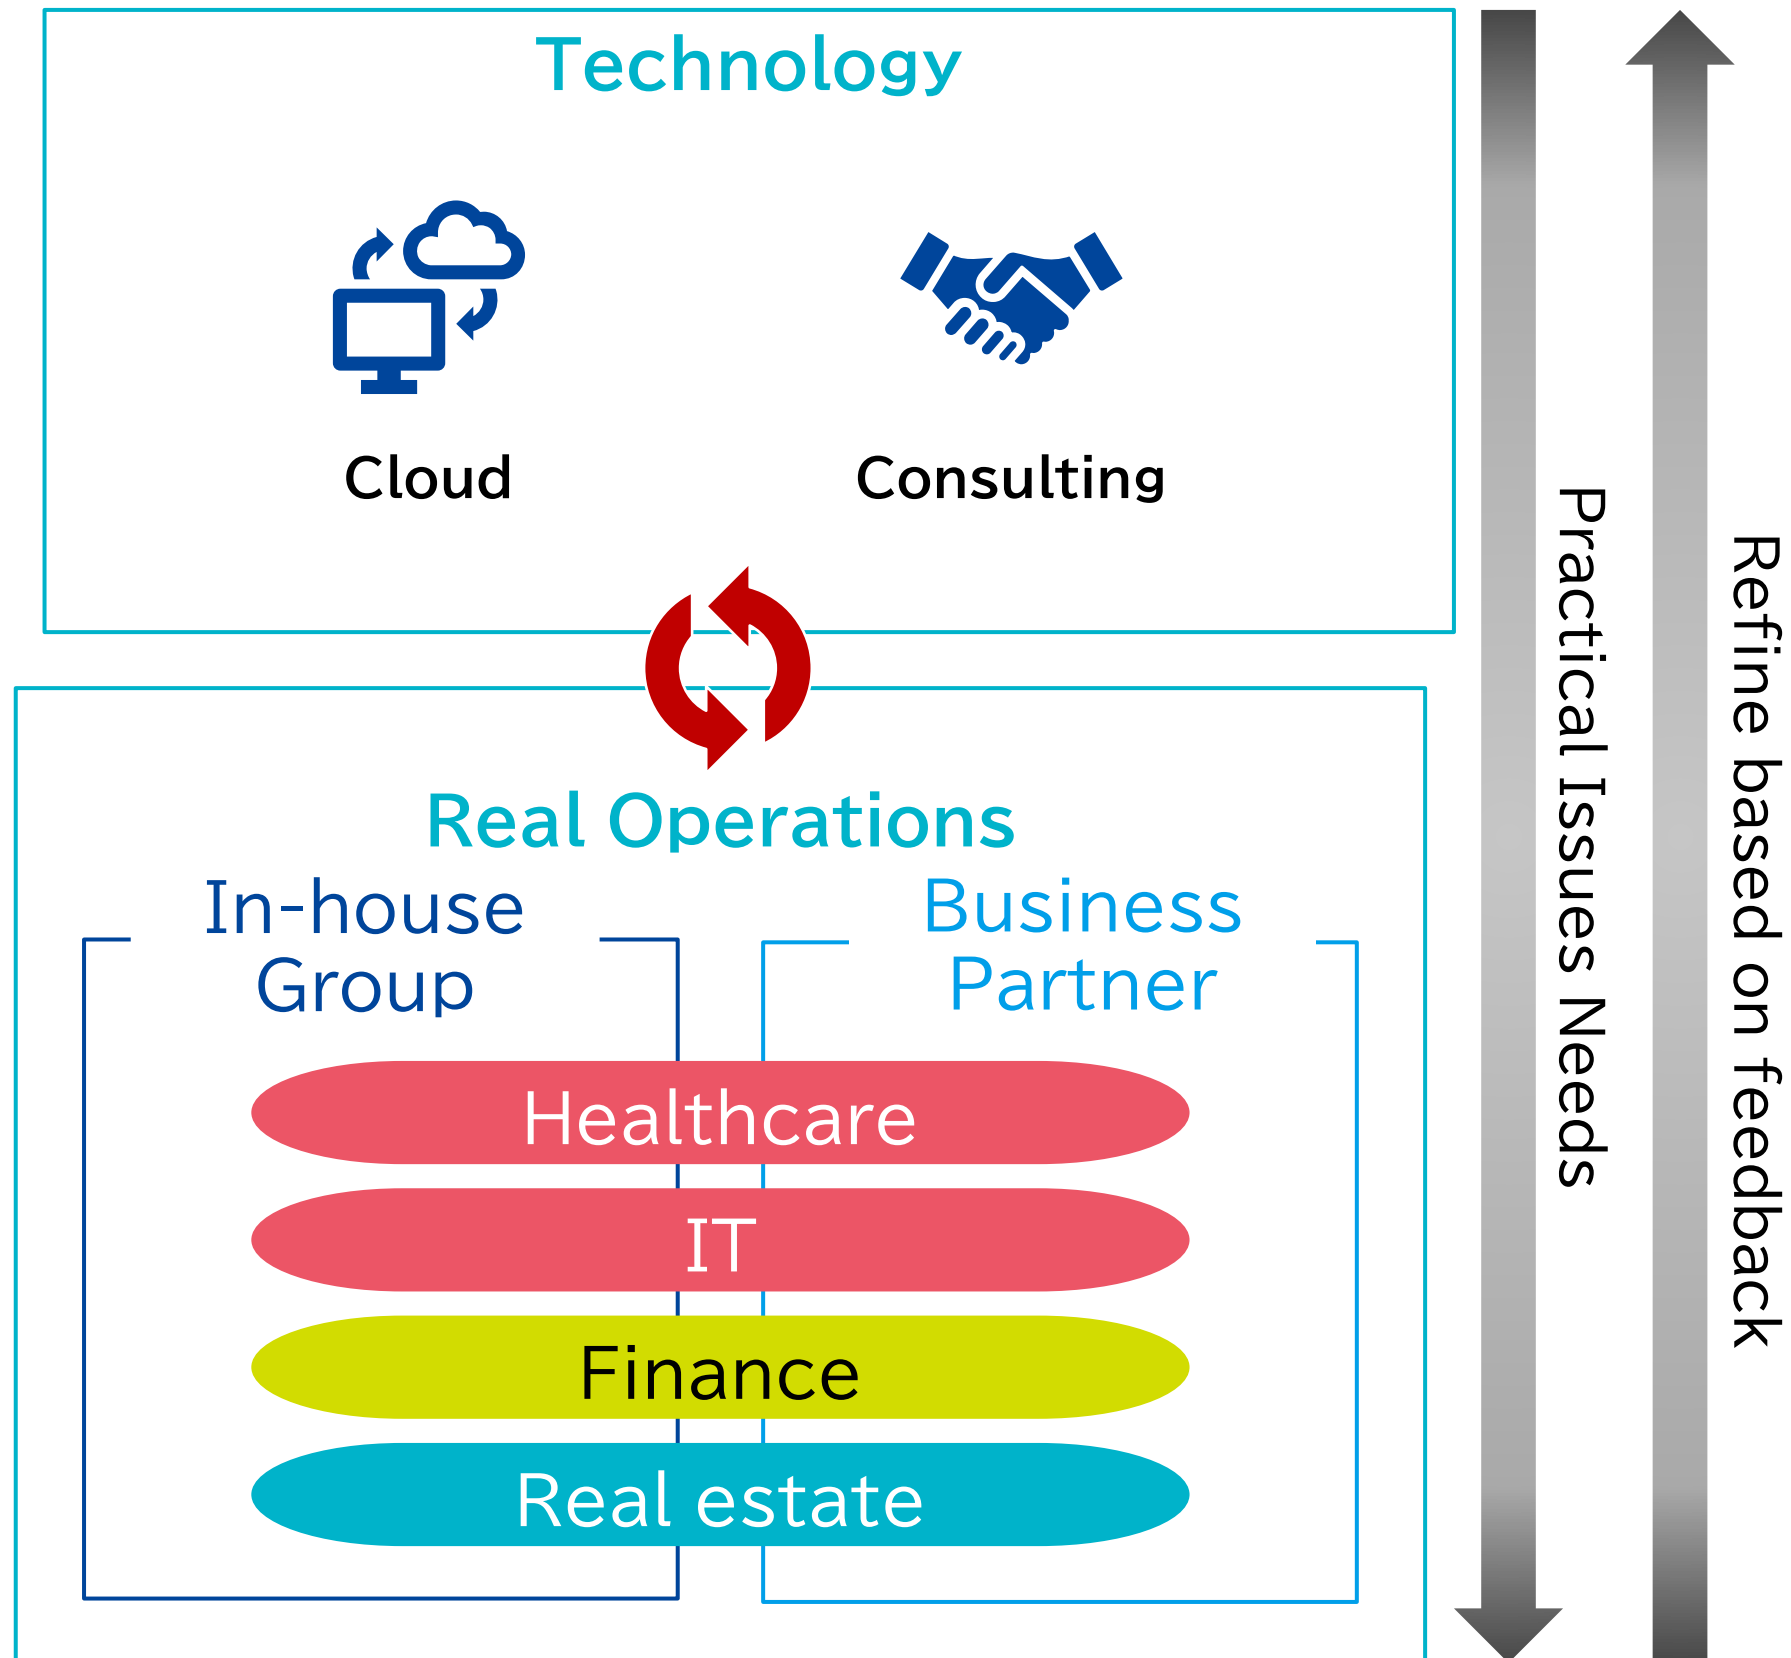 Technology
Cloud
Consulting
Real Operations
In-house
Group
Business
Partner
Healthcare
IT
Finance
Real estate
Practical Issues Needs
Refine based on feedback